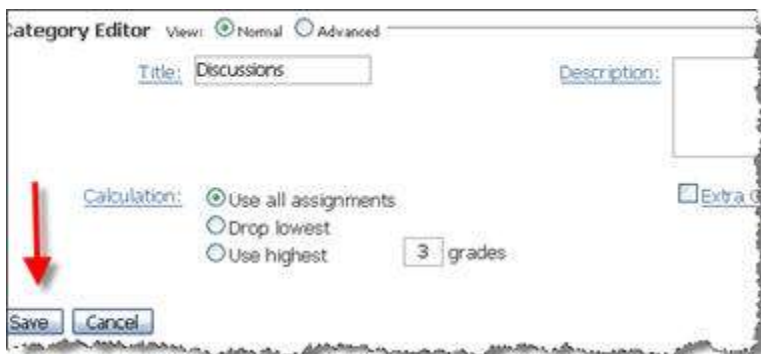 Category Editor View: Normal Advanced
Title: Discussions Description:
Calculation: Use all assignments Extra
Drop lowest
Use highest 3 grades
Save Cancel